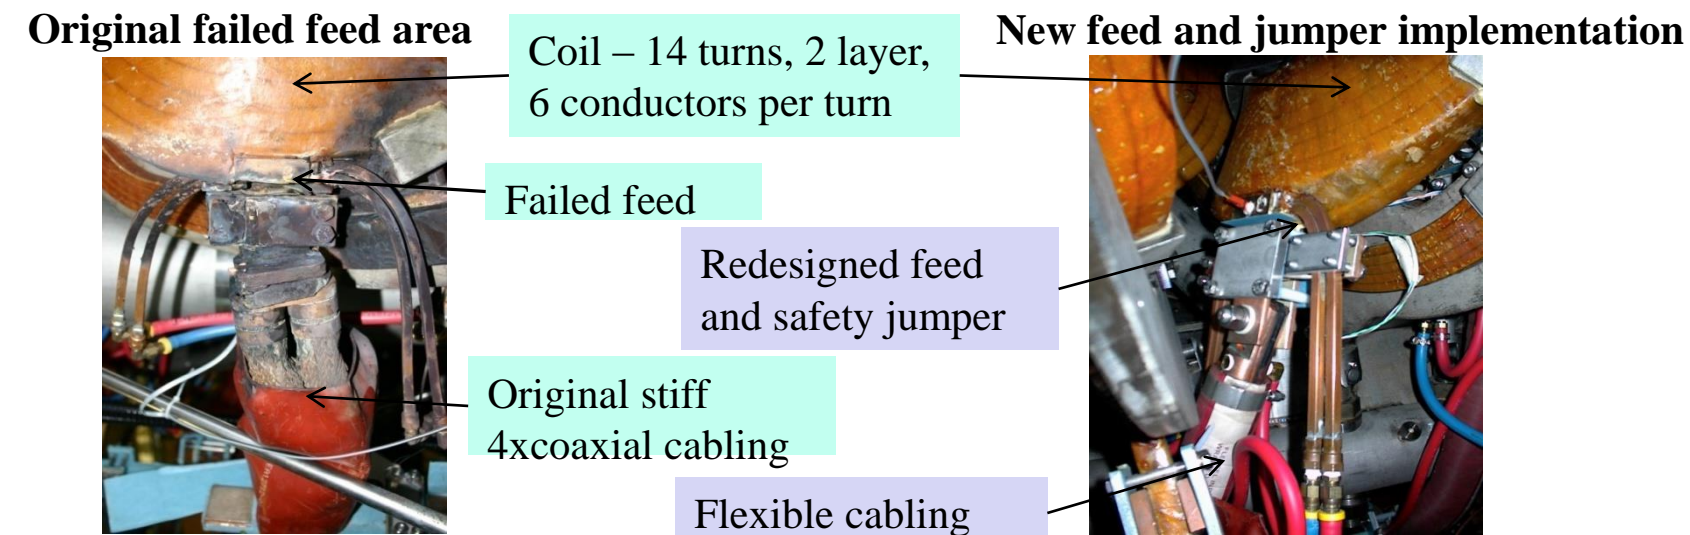 Original failed feed area
New feed and jumper implementation
Coil – 14 turns, 2 layer,
6 conductors per turn
Failed feed
Redesigned feed
and safety jumper
Original stiff
4xcoaxial cabling
Flexible cabling